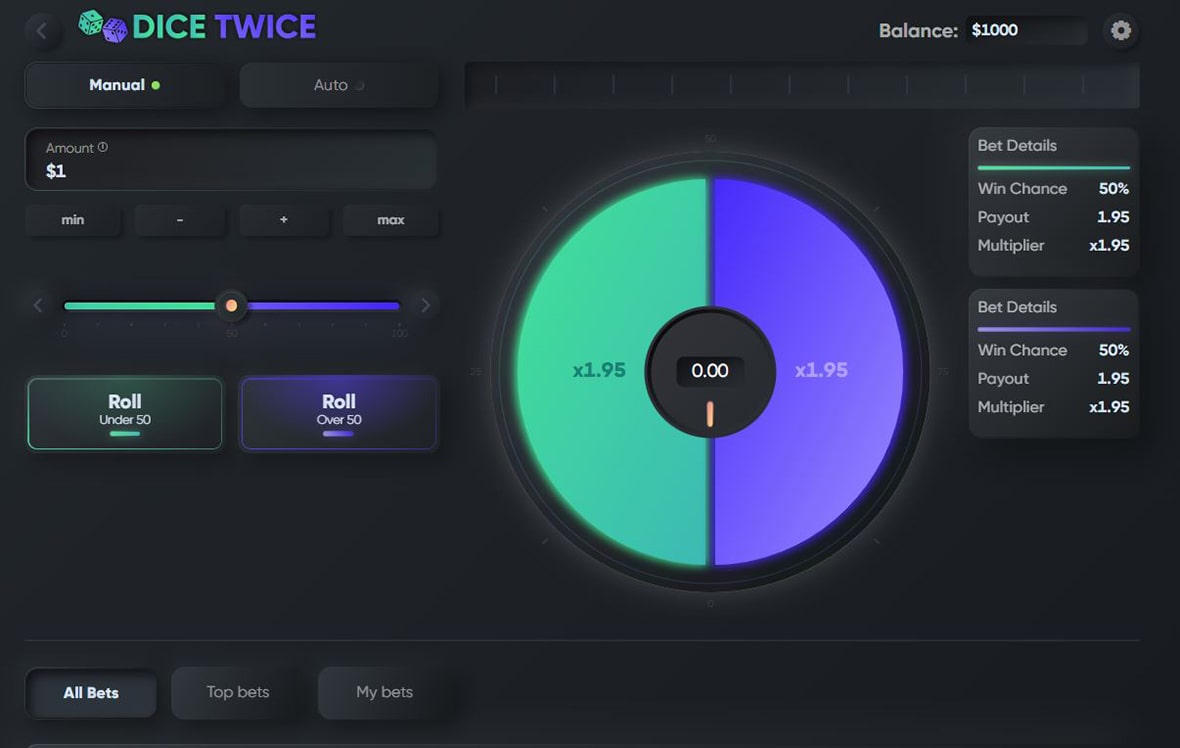 DICE TWICE
Balance: $1000
Manual
Auto
Amount
$1
min
-
+
max
0
50
100
Roll
Under 50
Roll
Over 50
50
25
75
0
x1.95
0.00
x1.95
Bet Details
Win Chance 50%
Payout 1.95
Multiplier x1.95
Bet Details
Win Chance 50%
Payout 1.95
Multiplier x1.95
All Bets
Top bets
My bets